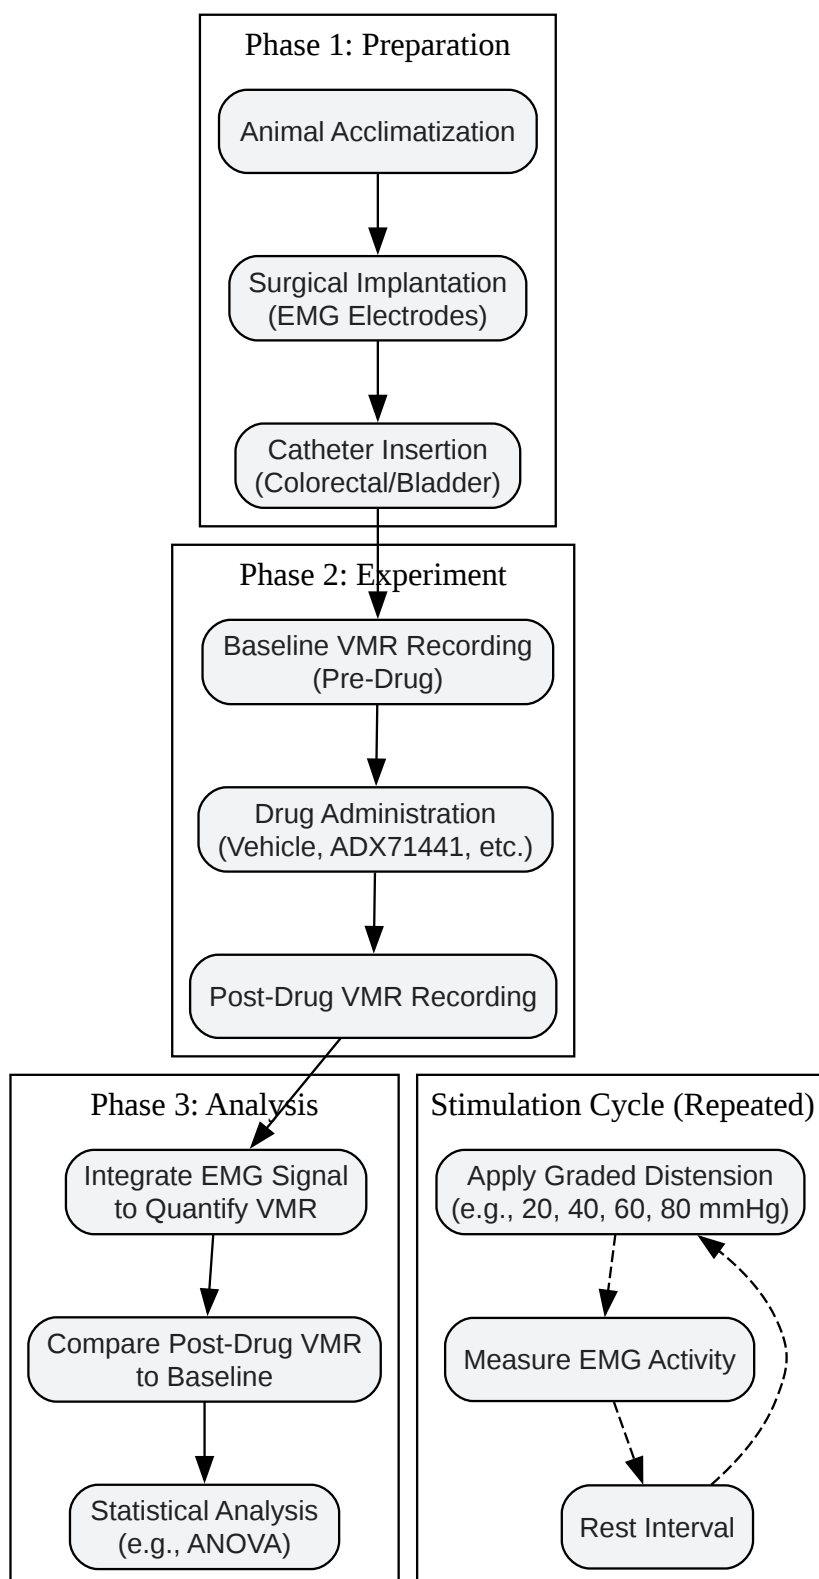 Phase 1: Preparation
Animal Acclimatization
Surgical Implantation
(EMG Electrodes)
Catheter Insertion
(Colorectal/Bladder)
Phase 2: Experiment
Baseline VMR Recording
(Pre-Drug)
Drug Administration
(Vehicle, ADX71441, etc.)
Post-Drug VMR Recording
Phase 3: Analysis
Integrate EMG Signal
to Quantify VMR
Compare Post-Drug VMR
to Baseline
Statistical Analysis
(e.g., ANOVA)
Stimulation Cycle (Repeated)
Apply Graded Distension
(e.g., 20, 40, 60, 80 mmHg)
Measure EMG Activity
Rest Interval